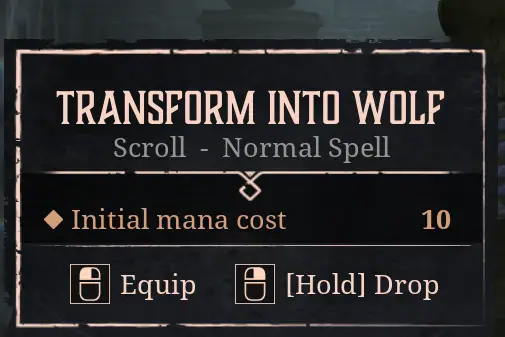 TRANSFORM INTO WOLF
Scroll - Normal Spell
Initial mana cost 10
Equip [Hold] Drop